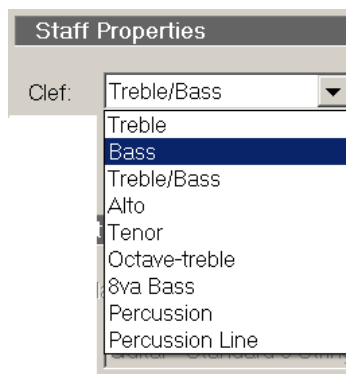 Staff Properties
Clef: Treble/Bass
Treble
Bass
Treble/Bass
Alto
Tenor
Octave-treble
8va Bass
Percussion
Percussion Line